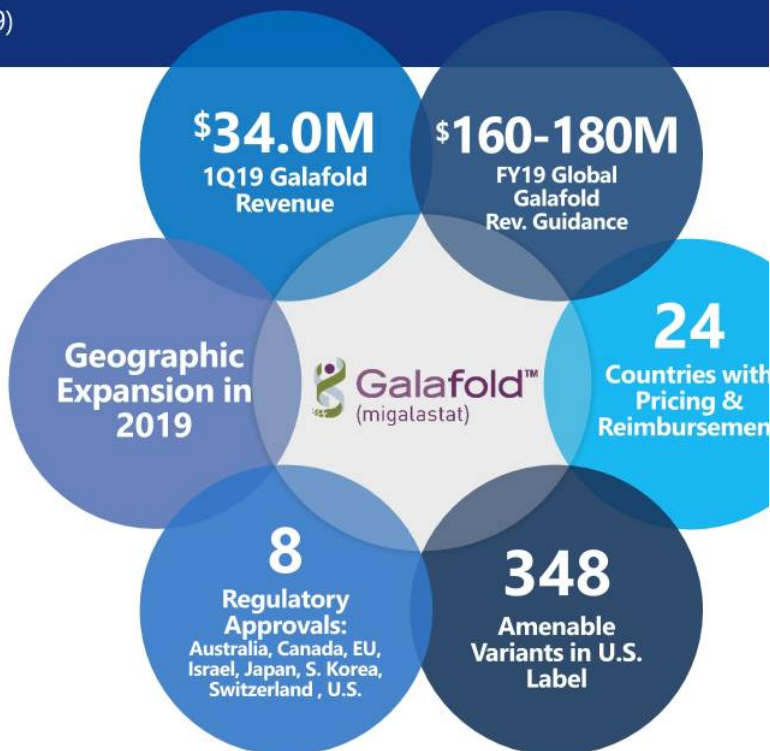 9)
$34.0M
1Q19 Galafold
Revenue
$160-180M
FY19 Global
Galafold
Rev. Guidance
Geographic
Expansion in
2019
Galafold™
(migalastat)
24
Countries with
Pricing &
Reimbursemen
8
Regulatory
Approvals:
Australia, Canada, EU,
Israel, Japan, S. Korea,
Switzerland , U.S.
348
Amenable
Variants in U.S.
Label